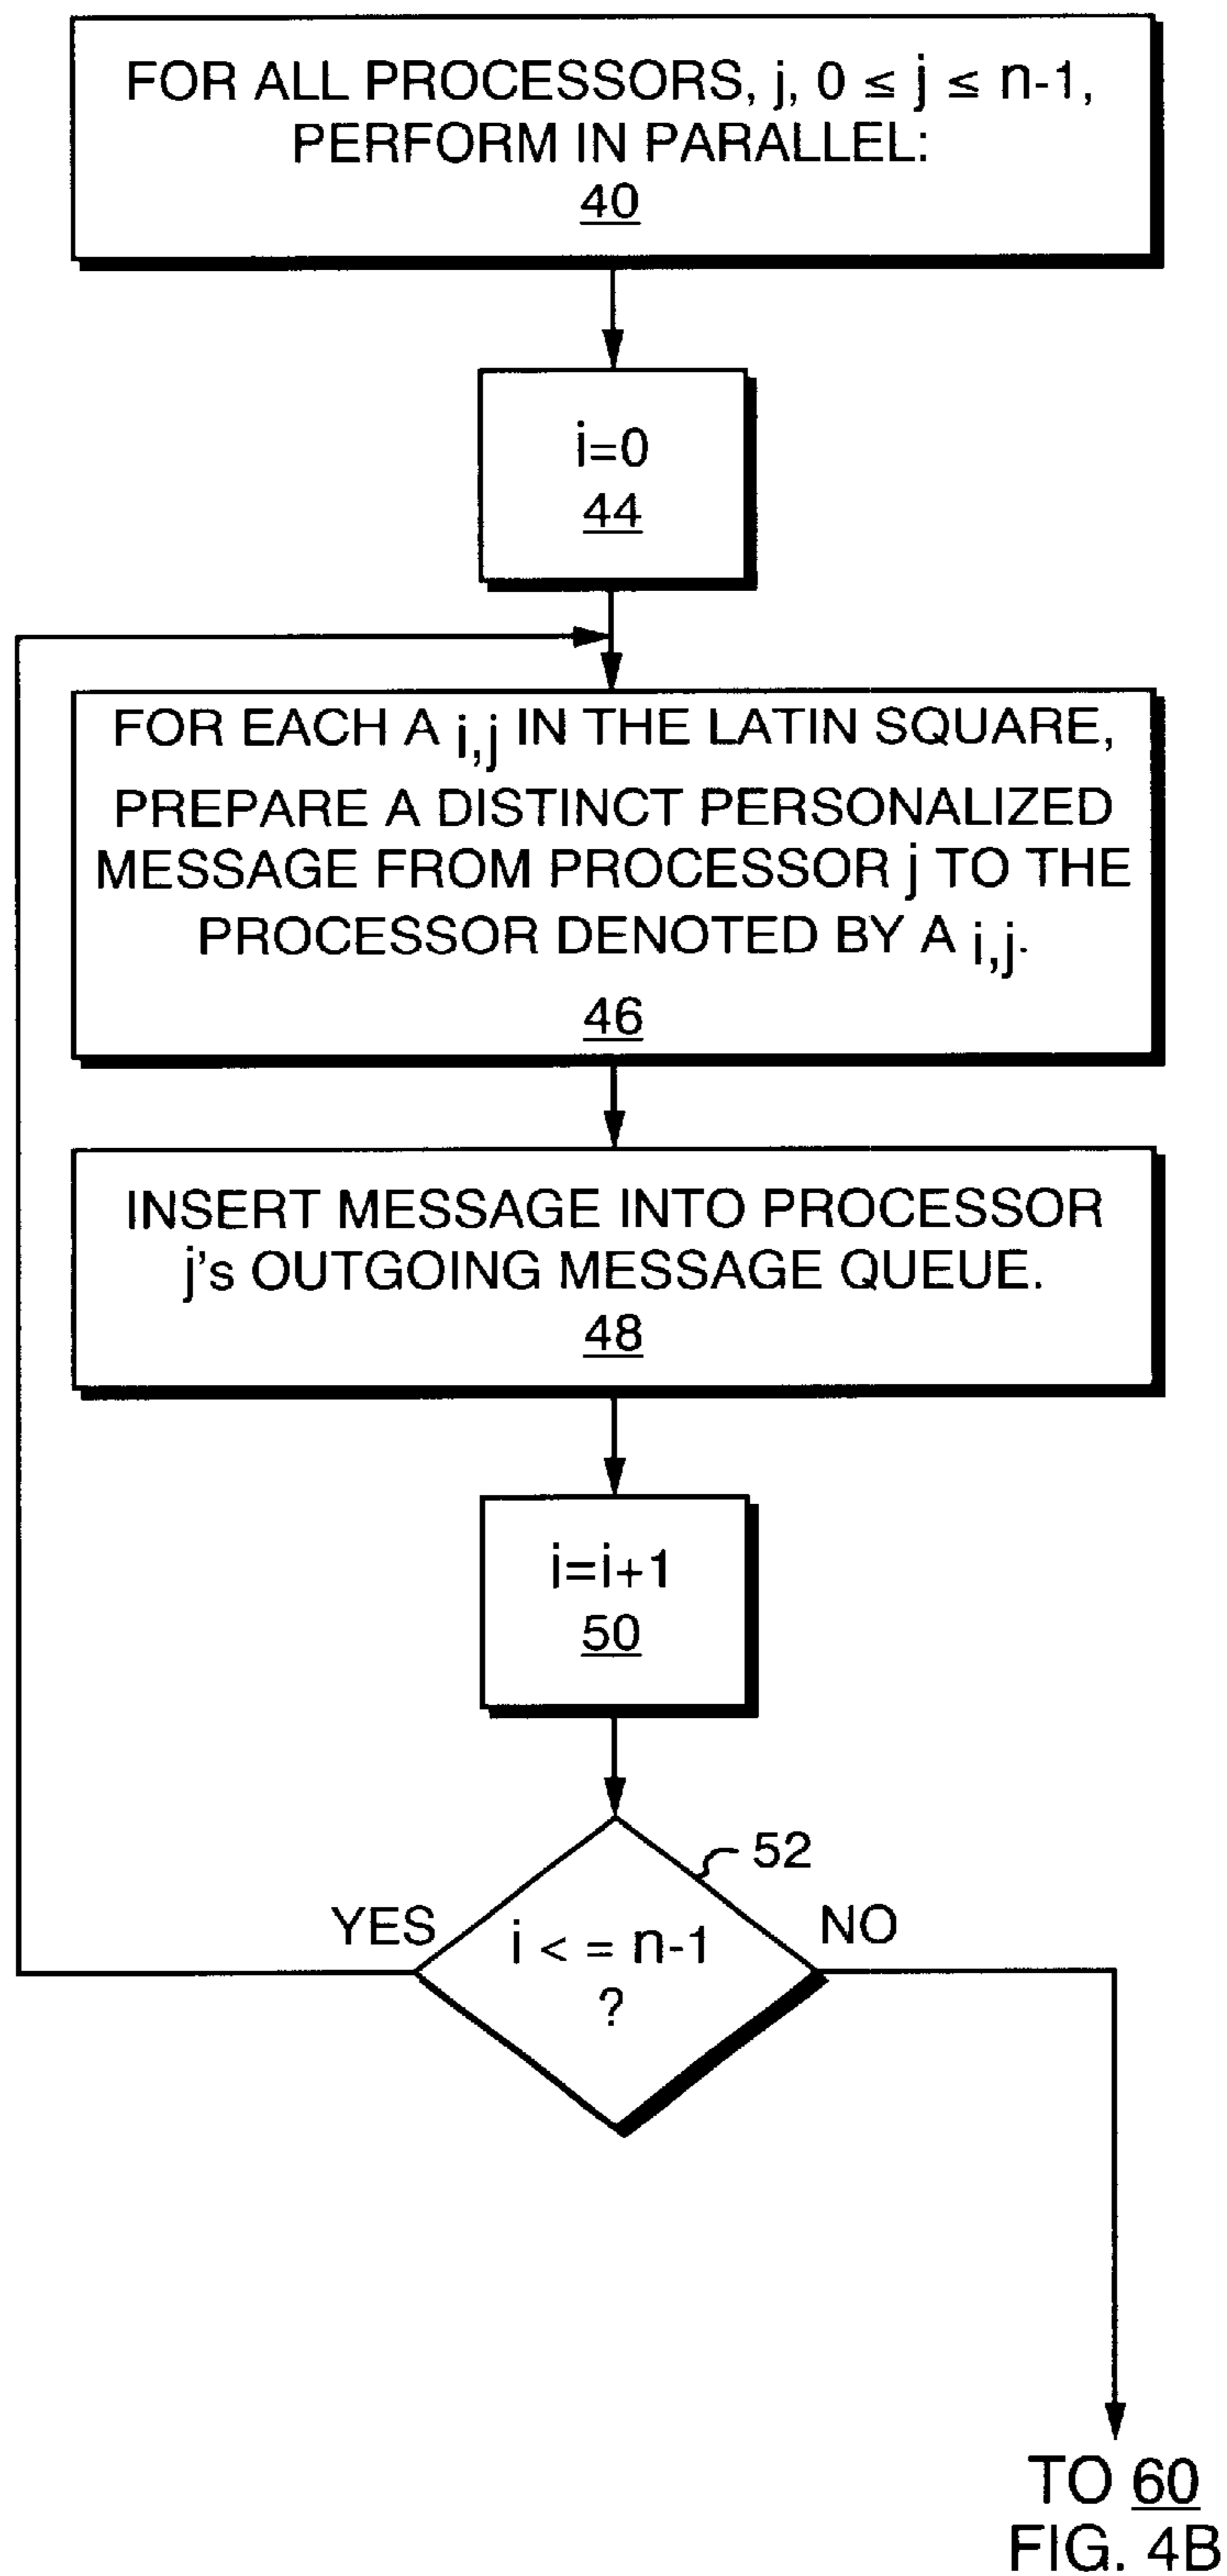 FOR ALL PROCESSORS, j, 0 ≤ j ≤ n-1,
PERFORM IN PARALLEL:
40
i=0
44
FOR EACH A i,j IN THE LATIN SQUARE,
PREPARE A DISTINCT PERSONALIZED
MESSAGE FROM PROCESSOR j TO THE
PROCESSOR DENOTED BY A i,j.
46
INSERT MESSAGE INTO PROCESSOR
j's OUTGOING MESSAGE QUEUE.
48
i=i+1
50
52
YES
NO
i < = n-1
?
TO 60
FIG. 4B